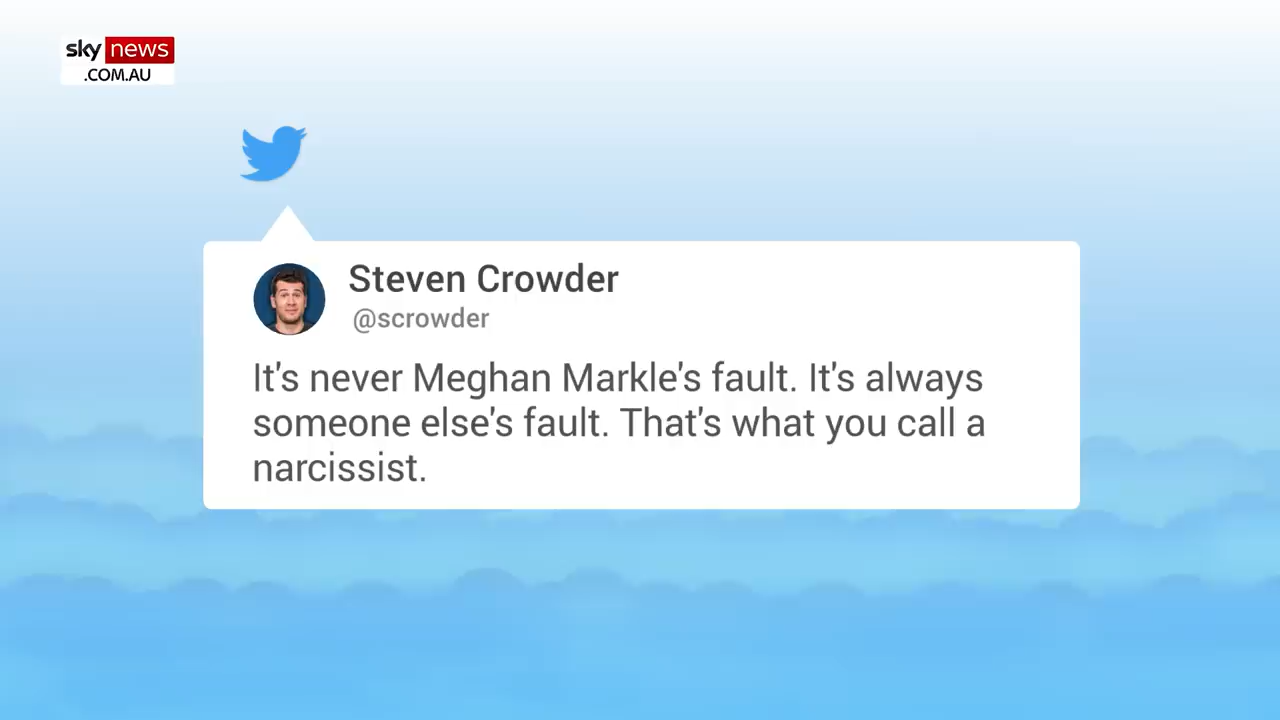 sky news
.COM.AU
Steven Crowder
@scrowder
It's never Meghan Markle's fault. It's always
someone else's fault. That's what you call a
narcissist.